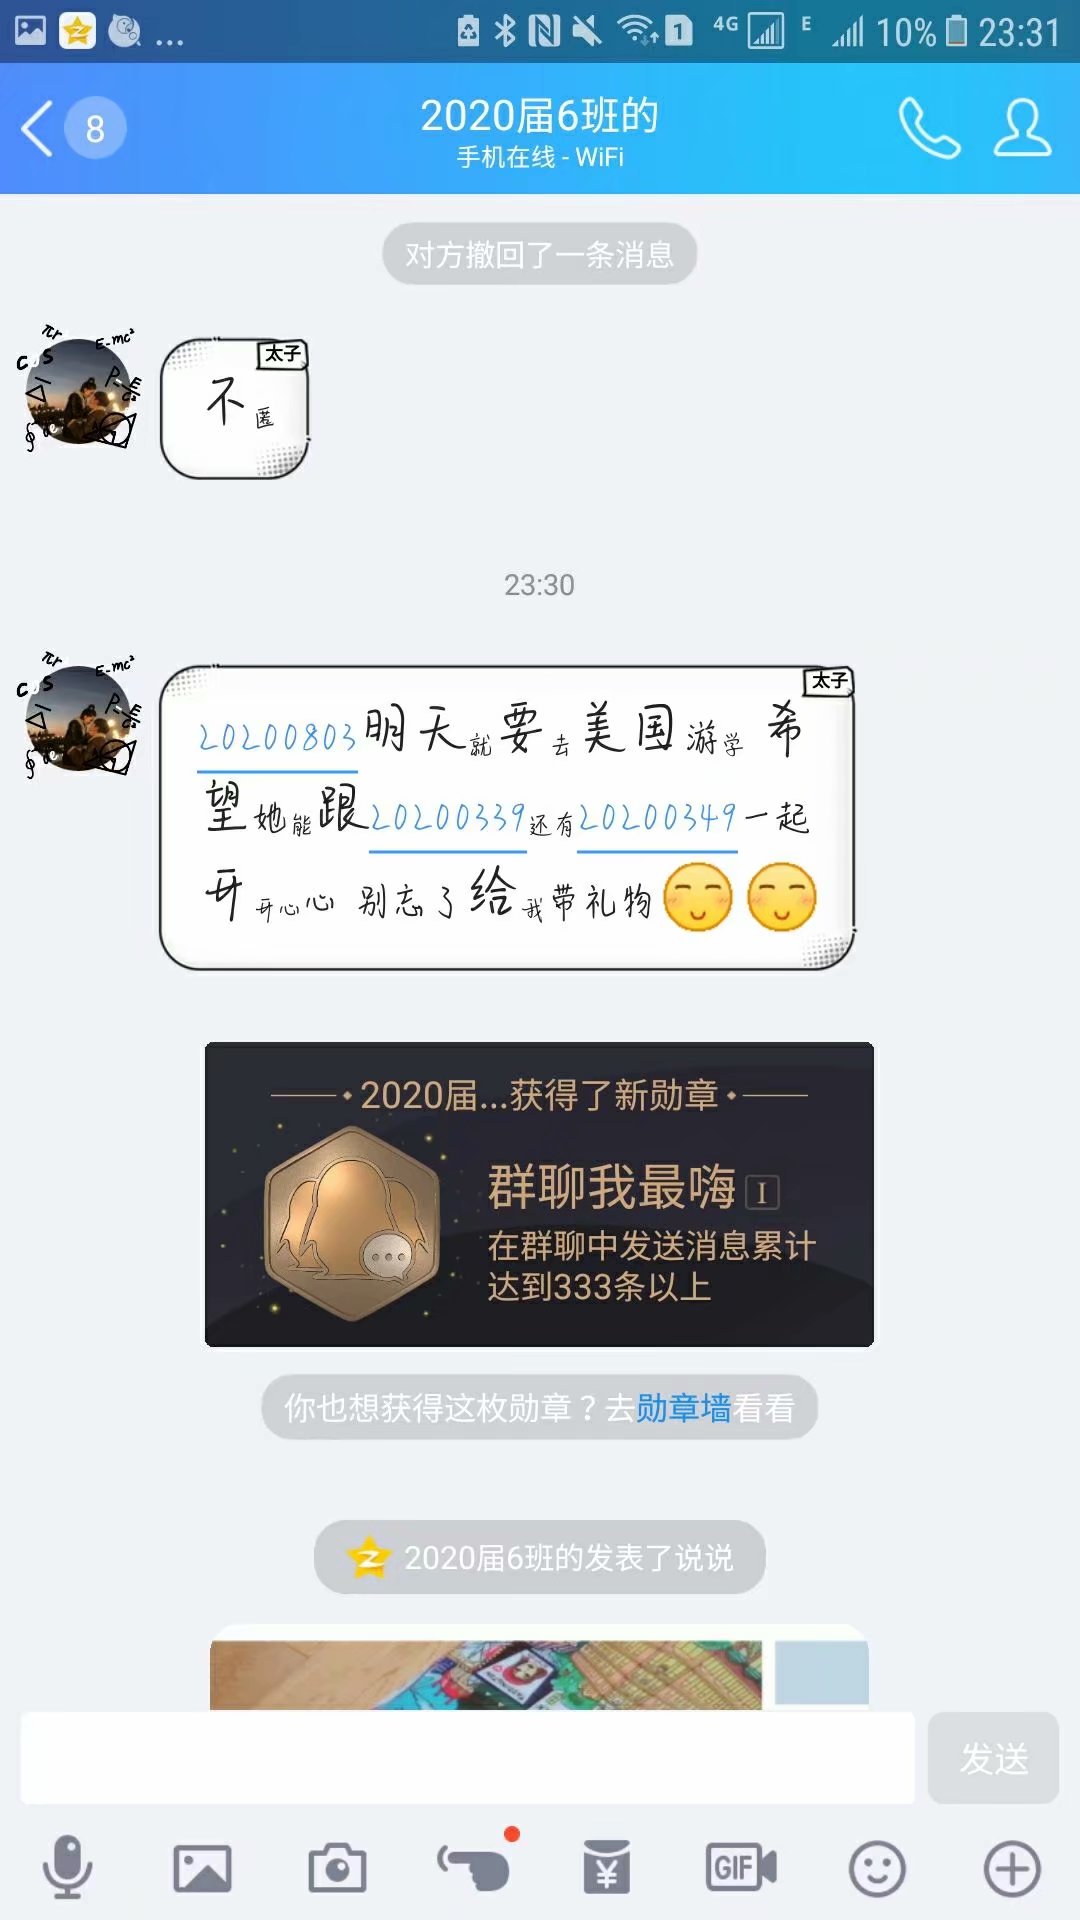 ... 1 4G E 10% 23:31
8
2020届6班的
手机在线 - WiFi
对方撤回了一条消息
πr E=mc²
cos
太子
不匿
23:30
πr E=mc²
cos
太子
20200803明天就要去美国游学 希
望她能跟20200339还有20200349一起
开开心心 别忘了给我带礼物
2020届...获得了新勋章
群聊我最嗨 I
在群聊中发送消息累计
达到333条以上
你也想获得这枚勋章？去勋章墙看看
2020届6班的发表了说说
发送
¥ GIF